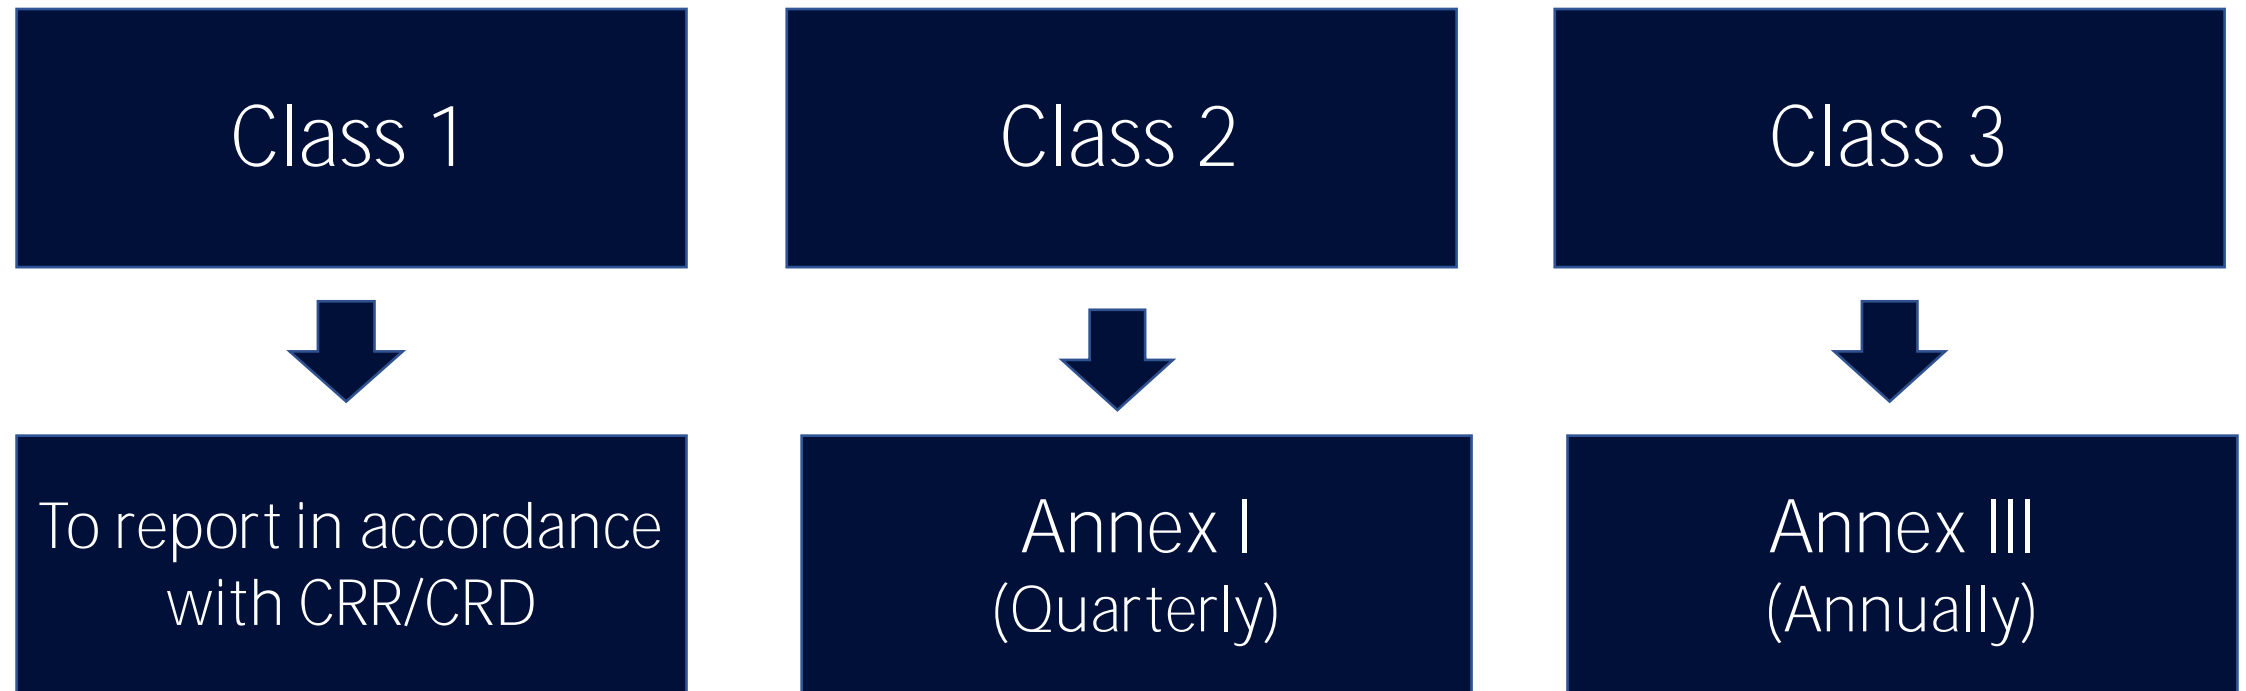 Class 1
Class 2
Class 3
To report in accordance
with CRR/CRD
Annex I
(Quarterly)
Annex III
(Annually)